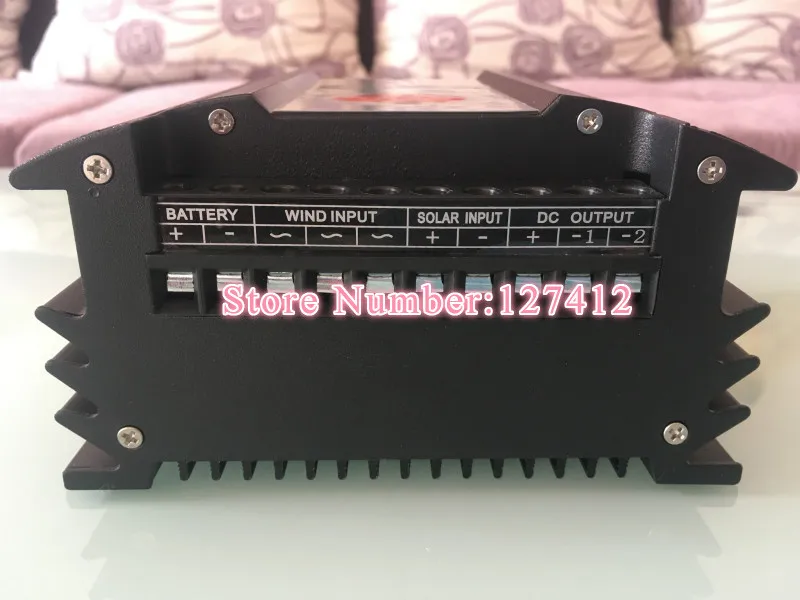 BATTERY WIND INPUT SOLAR INPUT DC OUTPUT
+ - ~ ~ ~ + - + -1 -2
Store Number:127412